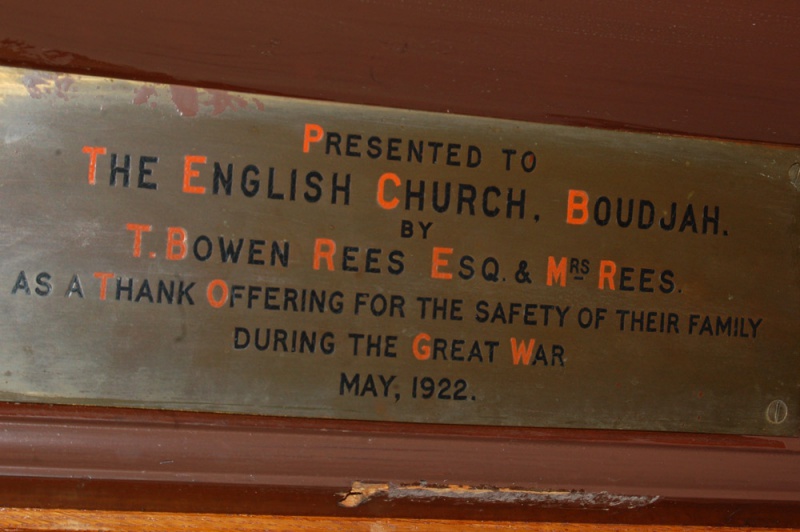 PRESENTED TO
THE ENGLISH CHURCH, BOUDJAH.
BY
T. BOWEN REES ESQ. & MRS REES.
AS A THANK OFFERING FOR THE SAFETY OF THEIR FAMILY
DURING THE GREAT WAR
MAY, 1922.